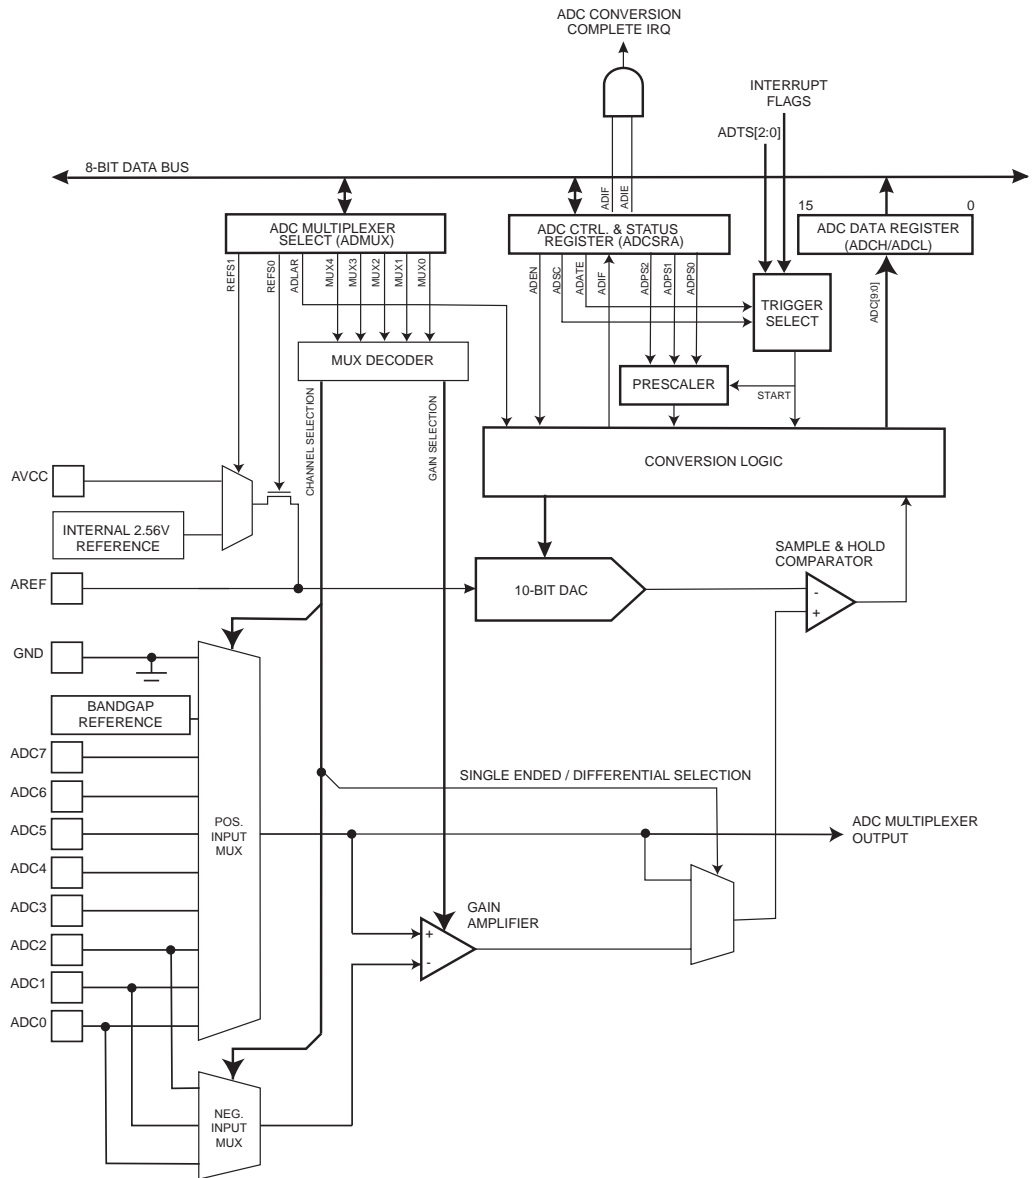 ADC CONVERSION
COMPLETE IRQ
INTERRUPT
FLAGS
ADTS[2:0]
8-BIT DATA BUS
ADIF
ADIE
15
0
ADC MULTIPLEXER
SELECT (ADMUX)
ADC CTRL. & STATUS
REGISTER (ADCSRA)
ADC DATA REGISTER
(ADCH/ADCL)
REFS1
REFS0
ADLAR
MUX4
MUX3
MUX2
MUX1
MUX0
ADEN
ADSC
ADATE
ADIF
ADPS2
ADPS1
ADPS0
ADC[9:0]
TRIGGER
SELECT
MUX DECODER
PRESCALER
START
CHANNEL SELECTION
GAIN SELECTION
CONVERSION LOGIC
AVCC
INTERNAL 2.56V
REFERENCE
SAMPLE & HOLD
COMPARATOR
AREF
10-BIT DAC
-
+
GND
BANDGAP
REFERENCE
ADC7
SINGLE ENDED / DIFFERENTIAL SELECTION
ADC6
ADC5
POS.
INPUT
MUX
ADC MULTIPLEXER
OUTPUT
ADC4
ADC3
GAIN
AMPLIFIER
+
-
ADC2
ADC1
ADC0
NEG.
INPUT
MUX